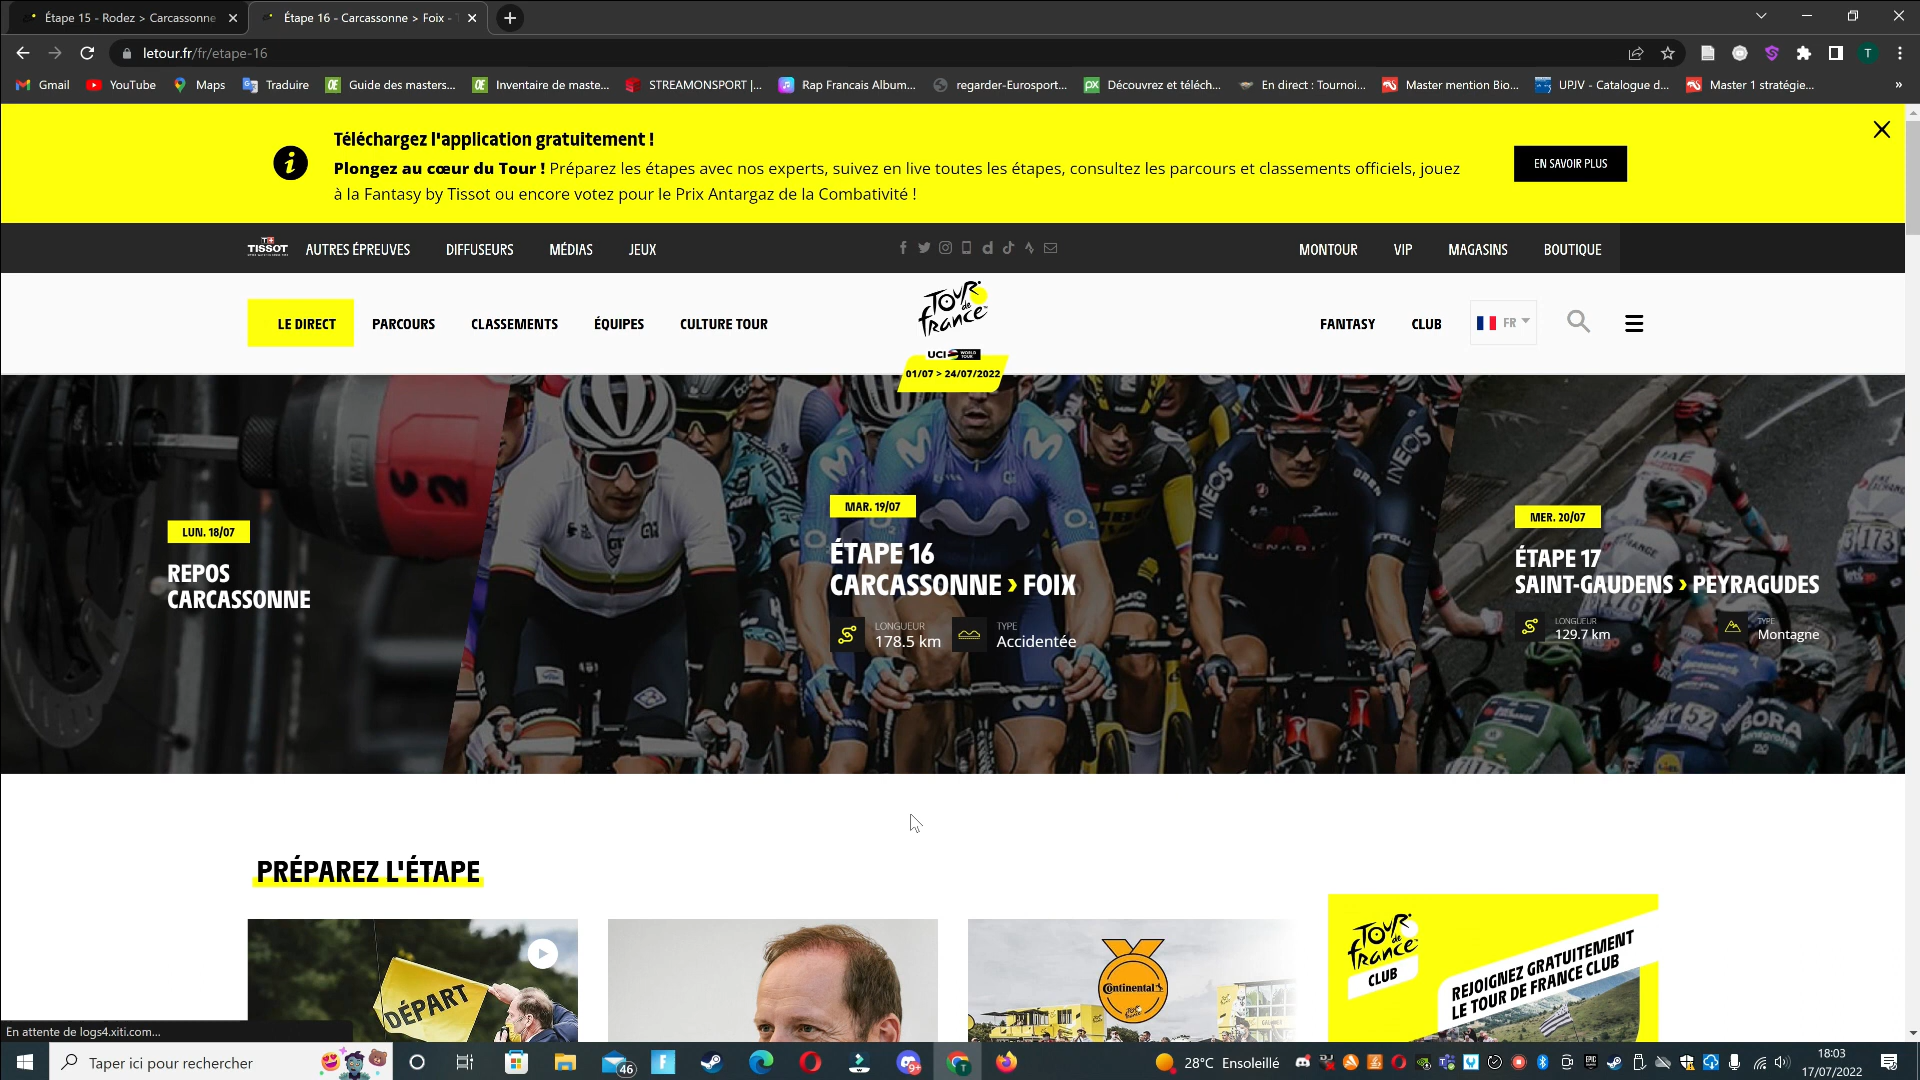 Étape 15 - Rodez > Carcassonne
Étape 16 - Carcassonne > Foix - T
letour.fr/fr/etape-16
T
Gmail
YouTube
Maps
Traduire
Guide des masters...
Inventaire de maste...
STREAMONSPORT |...
Rap Francais Album...
regarder-Eurosport...
Découvrez et téléch...
En direct : Tournoi...
Master mention Bio...
UPJV - Catalogue d...
Master 1 stratégie...
»
Téléchargez l'application gratuitement !
Plongez au cœur du Tour ! Préparez les étapes avec nos experts, suivez en live toutes les étapes, consultez les parcours et classements officiels, jouez
à la Fantasy by Tissot ou encore votez pour le Prix Antargaz de la Combativité !
EN SAVOIR PLUS
TISSOT
AUTRES ÉPREUVES
DIFFUSEURS
MÉDIAS
JEUX
MONTOUR
VIP
MAGASINS
BOUTIQUE
LE DIRECT
PARCOURS
CLASSEMENTS
ÉQUIPES
CULTURE TOUR
TOUR de france
UCI WORLD TOUR
01/07 > 24/07/2022
FANTASY
CLUB
FR
LUN. 18/07
REPOS
CARCASSONNE
MAR. 19/07
ÉTAPE 16
CARCASSONNE › FOIX
LONGUEUR
178.5 km
TYPE
Accidentée
MER. 20/07
ÉTAPE 17
SAINT-GAUDENS › PEYRAGUDES
LONGUEUR
129.7 km
TYPE
Montagne
INEOS
INEOS
BORA
PRÉPAREZ L'ÉTAPE
DÉPART
Continental
TOUR de france
CLUB
REJOIGNEZ GRATUITEMENT
LE TOUR DE FRANCE CLUB
En attente de logs4.xiti.com...
Taper ici pour rechercher
46
9+
28°C Ensoleillé
18:03
17/07/2022